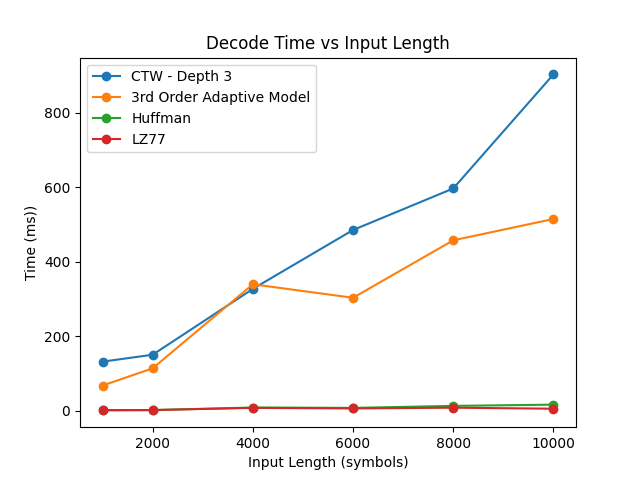 Decode Time vs Input Length
CTW - Depth 3
3rd Order Adaptive Model
Huffman
LZ77
Time (ms))
800
600
400
200
0
2000 4000 6000 8000 10000
Input Length (symbols)